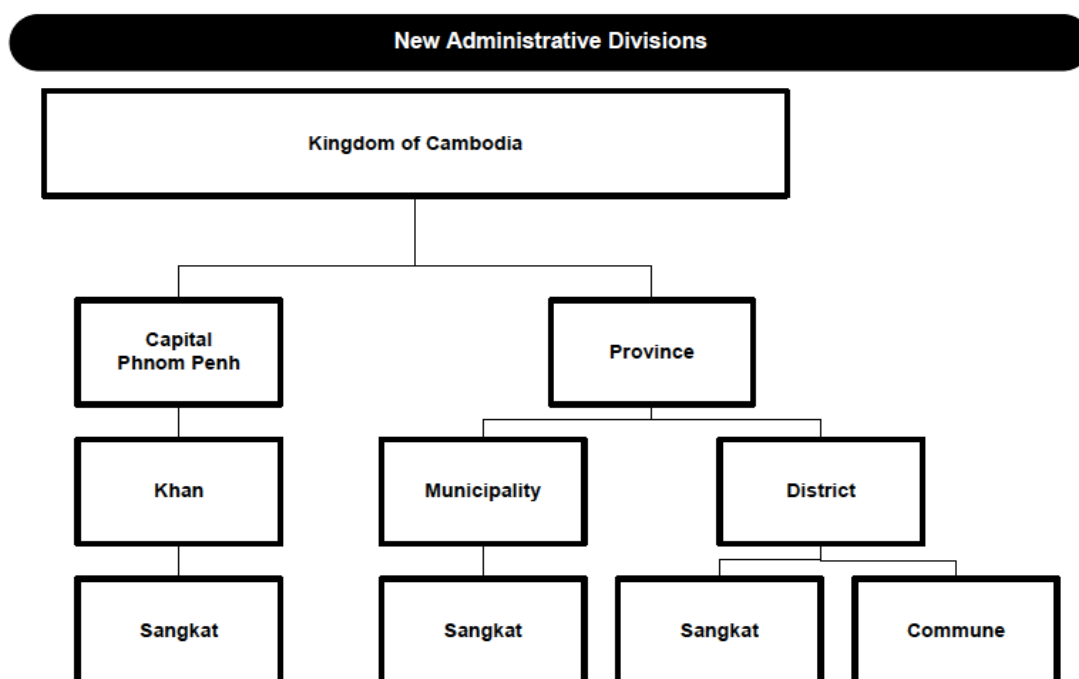 New Administrative Divisions
Kingdom of Cambodia
Capital
Phnom Penh
Province
Khan
Municipality
District
Sangkat
Sangkat
Sangkat
Commune